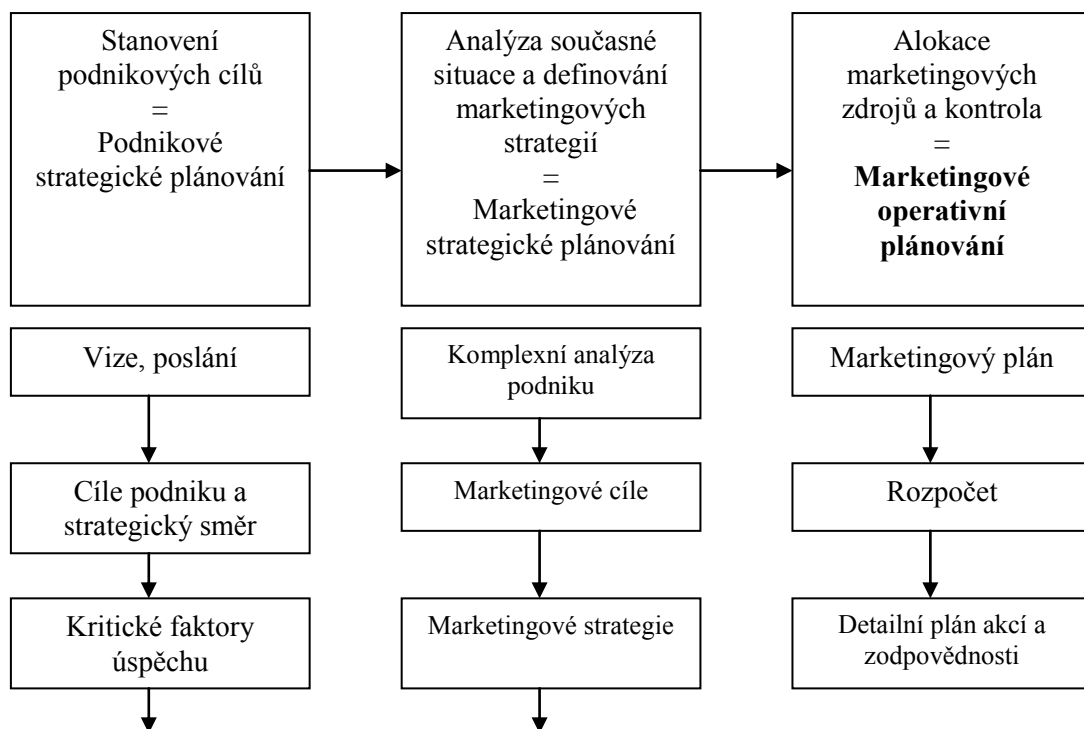 Stanovení
podnikových cílů
=
Podnikové
strategické plánování
Analýza současné
situace a definování
marketingových
strategií
=
Marketingové
strategické plánování
Alokace
marketingových
zdrojů a kontrola
=
Marketingové
operativní
plánování
Vize, poslání
Komplexní analýza
podniku
Marketingový plán
Cíle podniku a
strategický směr
Marketingové cíle
Rozpočet
Kritické faktory
úspěchu
Marketingové strategie
Detailní plán akcí a
zodpovědnosti